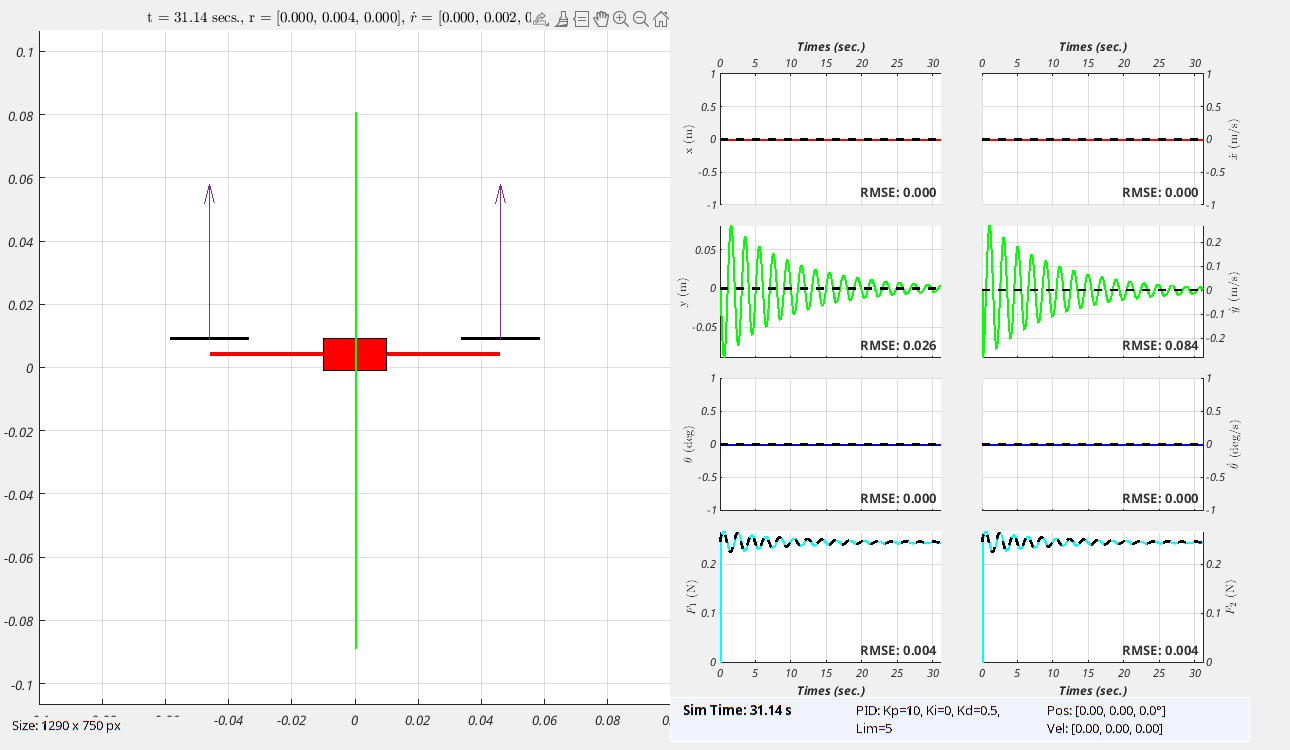 t = 31.14 secs., r = [0.000, 0.004, 0.000], ṙ = [0.000, 0.002, 0
0.1
0.08
0.06
0.04
0.02
0
-0.02
-0.04
-0.06
-0.08
-0.1
-0.04 -0.02 0 0.02 0.04 0.06 0.08
Size: 1290 x 750 px
Times (sec.) Times (sec.)
0 5 10 15 20 25 30 0 5 10 15 20 25 30
1 0.5 0 -0.5 -1
x (m)
RMSE: 0.000
1 0.5 0 -0.5 -1
ẋ (m/s)
RMSE: 0.000
0.05 0 -0.05
y (m)
RMSE: 0.026
0.2 0.1 0 -0.1 -0.2
ẏ (m/s)
RMSE: 0.084
1 0.5 0 -0.5 -1
θ (deg)
RMSE: 0.000
1 0.5 0 -0.5 -1
θ̇ (deg/s)
RMSE: 0.000
0.2 0.1 0
F₁ (N)
RMSE: 0.004
0.2 0.1 0
F₂ (N)
RMSE: 0.004
0 5 10 15 20 25 30 0 5 10 15 20 25 30
Times (sec.) Times (sec.)
Sim Time: 31.14 s
PID: Kp=10, Ki=0, Kd=0.5,
Lim=5
Pos: [0.00, 0.00, 0.0°]
Vel: [0.00, 0.00, 0.00]